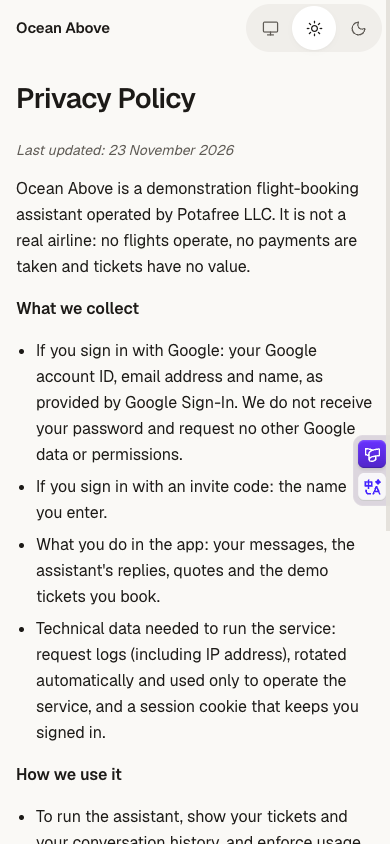 Ocean Above
Privacy Policy
Last updated: 23 November 2026
Ocean Above is a demonstration flight-booking
assistant operated by Potafree LLC. It is not a
real airline: no flights operate, no payments are
taken and tickets have no value.
What we collect
• If you sign in with Google: your Google
account ID, email address and name, as
provided by Google Sign-In. We do not receive
your password and request no other Google
data or permissions.
• If you sign in with an invite code: the name
you enter.
• What you do in the app: your messages, the
assistant's replies, quotes and the demo
tickets you book.
• Technical data needed to run the service:
request logs (including IP address), rotated
automatically and used only to operate the
service, and a session cookie that keeps you
signed in.
How we use it
• To run the assistant, show your tickets and
your conversation history, and enforce usage